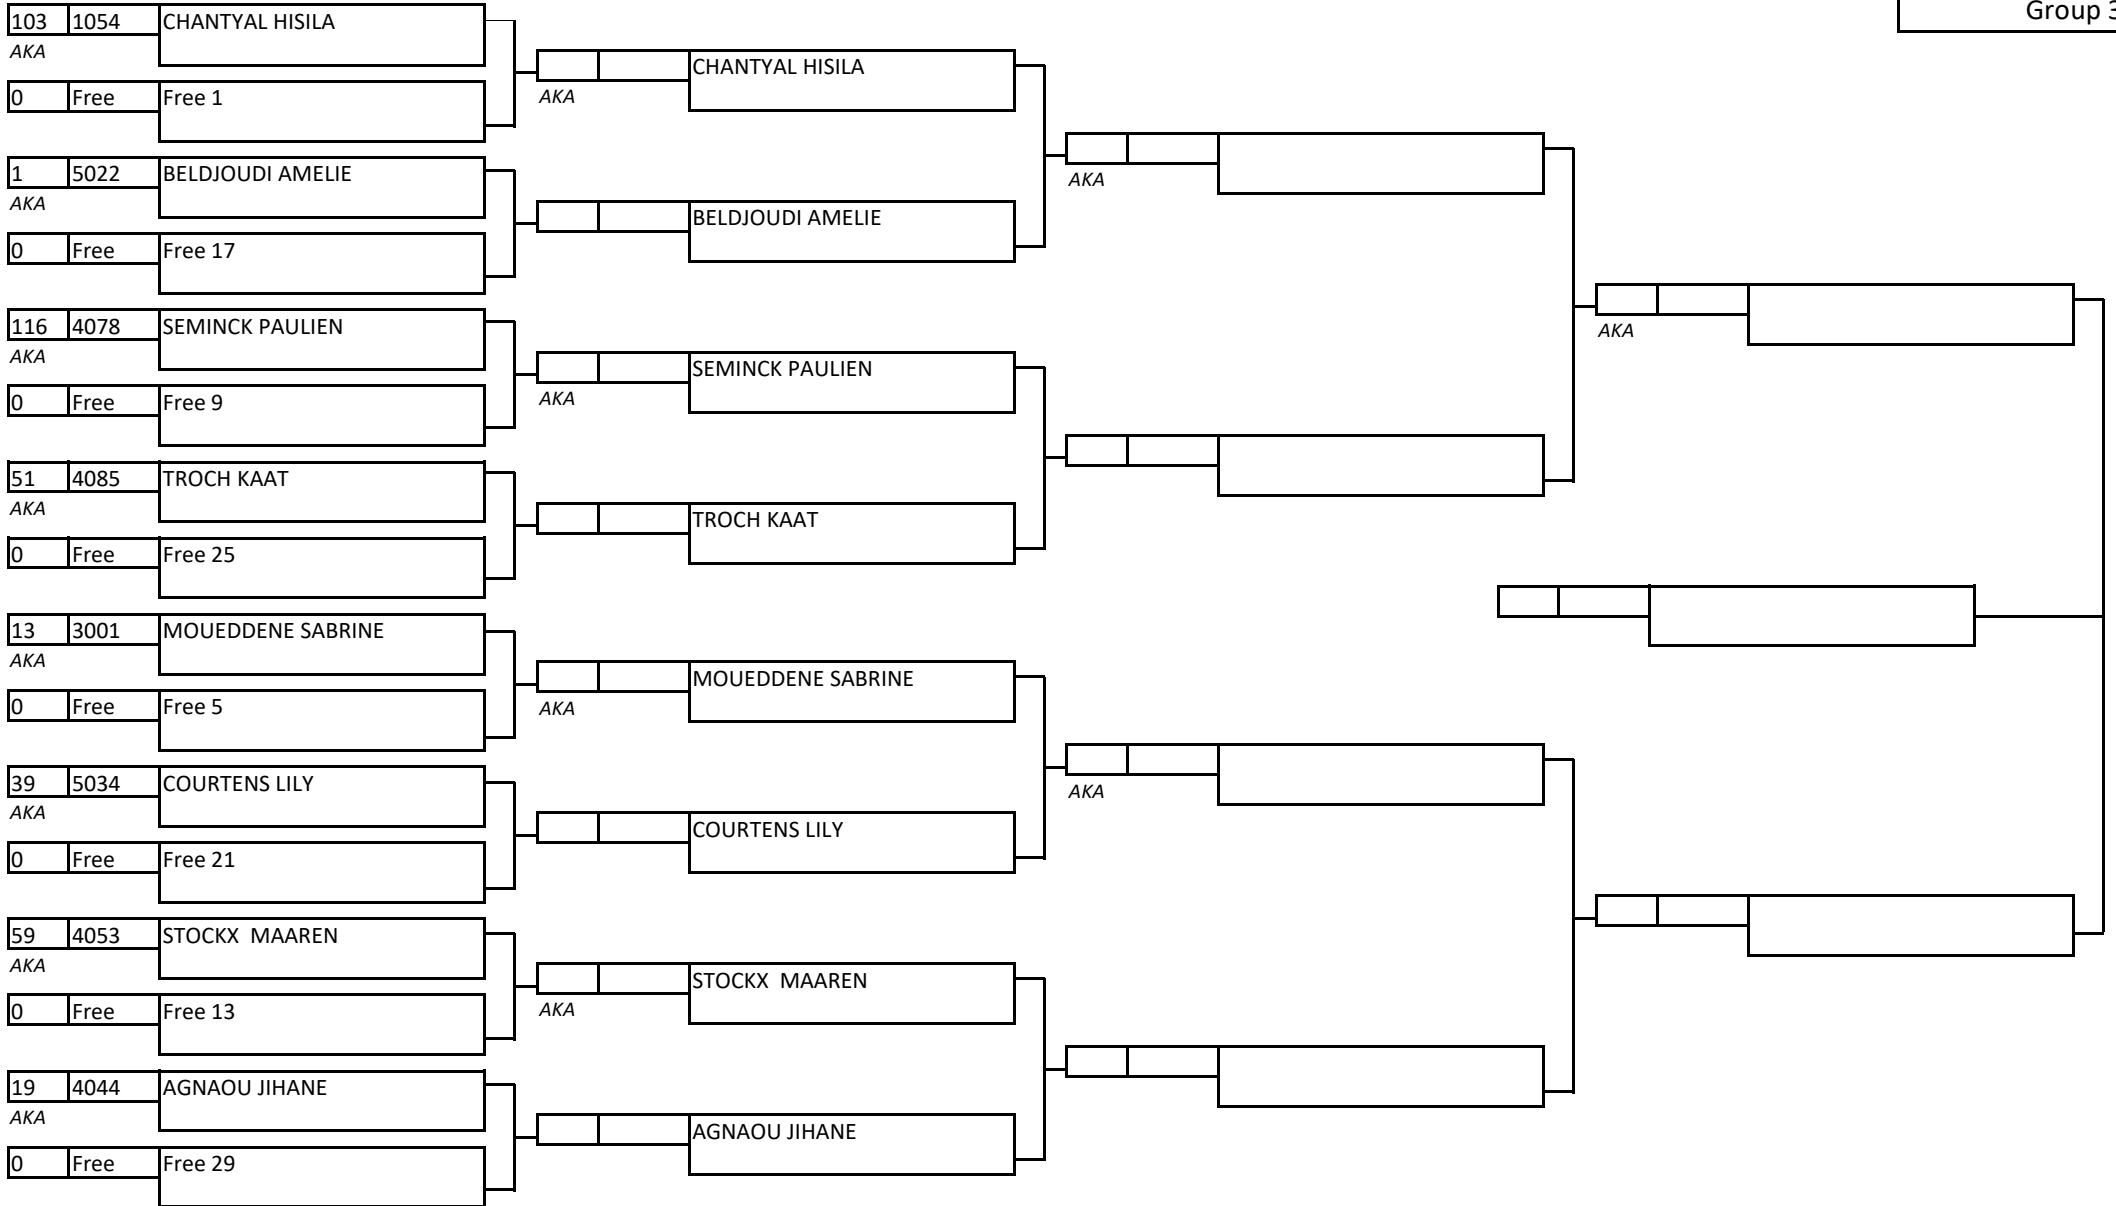 Group 3
103 1054 CHANTYAL HISILA
AKA
CHANTYAL HISILA
0 Free Free 1
AKA
1 5022 BELDJOUDI AMELIE
AKA
AKA
BELDJOUDI AMELIE
0 Free Free 17
116 4078 SEMINCK PAULIEN
AKA
AKA
SEMINCK PAULIEN
0 Free Free 9
AKA
51 4085 TROCH KAAT
AKA
TROCH KAAT
0 Free Free 25
13 3001 MOUEDDENE SABRINE
AKA
MOUEDDENE SABRINE
0 Free Free 5
AKA
39 5034 COURTENS LILY
AKA
AKA
COURTENS LILY
0 Free Free 21
59 4053 STOCKX  MAAREN
AKA
STOCKX  MAAREN
0 Free Free 13
AKA
19 4044 AGNAOU JIHANE
AKA
AGNAOU JIHANE
0 Free Free 29